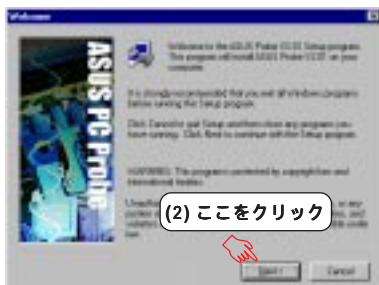 Welcome
ASUS PC Probe
Welcome to the ASUS Probe Setup program.
This program will install ASUS Probe on your
computer.
It is strongly recommended that you exit all Windows programs
before running this Setup program.
Click Cancel to quit Setup and then close any programs you
have running. Click Next to continue with the Setup program.
WARNING: This program is protected by copyright law and
international treaties.
(2) ここをクリック
Next >
Cancel